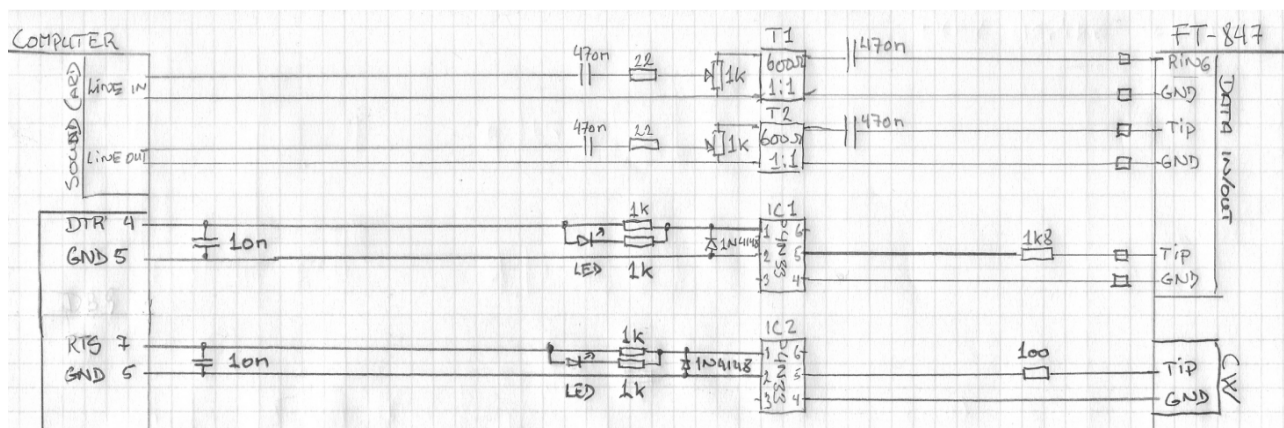 COMPUTER
SOUND CARD
LINE IN
LINE OUT
470n
22
1k
T1
600Ω
1:1
470n
470n
22
1k
T2
600Ω
1:1
470n
FT-847
RING
GND
TIP
GND
DATA IN/OUT
DTR 4
GND 5
10n
1k
LED
1k
1N4148
IC1
1
2
3
P4N33
6
5
4
1k8
TIP
GND
RTS 7
GND 5
10n
1k
LED
1k
1N4148
IC2
1
2
3
P4N33
6
5
4
100
TIP
GND
CW